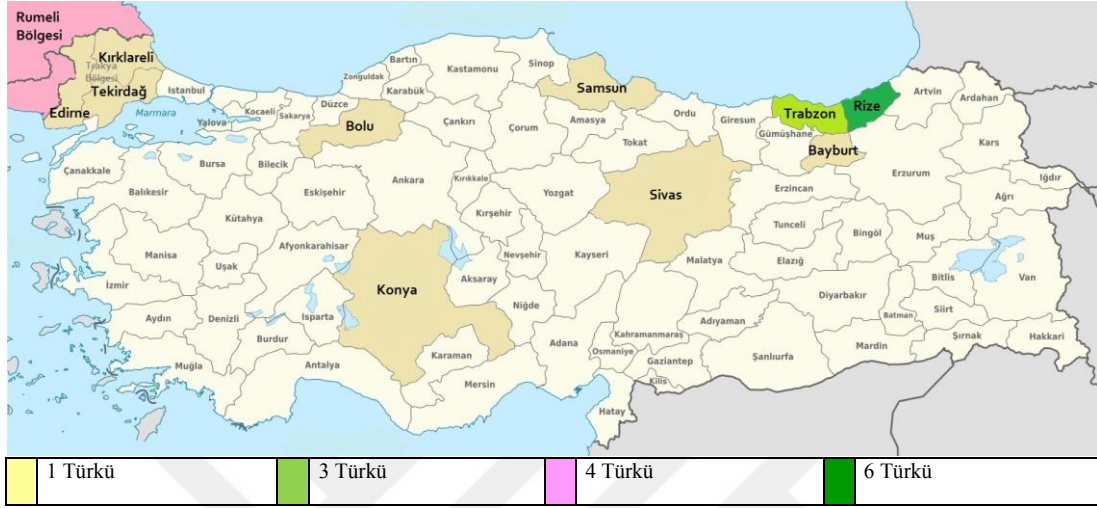 Rumeli
Bölgesi
Kırklareli
Trakya
Bölgesi
Tekirdağ
Edirne
Marmara
Istanbul
Kocaeli
Yalova
Sakarya
Düzce
Zonguldak
Bartın
Karabük
Kastamonu
Sinop
Samsun
Bolu
Çankırı
Çorum
Amasya
Ordu
Tokat
Giresun
Trabzon
Rize
Gümüşhane
Bayburt
Artvin
Ardahan
Kars
Iğdır
Ağrı
Erzurum
Erzincan
Çanakkale
Bursa
Bilecik
Balıkesir
Eskişehir
Ankara
Kırıkkale
Yozgat
Sivas
Tunceli
Bingöl
Muş
Kütahya
Kırşehir
Manisa
Uşak
Afyonkarahisar
Nevşehir
Kayseri
Malatya
Elazığ
Bitlis
Van
İzmir
Konya
Aksaray
Niğde
Diyarbakır
Batman
Siirt
Aydın
Denizli
Isparta
Burdur
Adıyaman
Kahramanmaraş
Şanlıurfa
Mardin
Şırnak
Hakkari
Muğla
Antalya
Karaman
Mersin
Adana
Osmaniye
Gaziantep
Kilis
Hatay
1 Türkü
3 Türkü
4 Türkü
6 Türkü